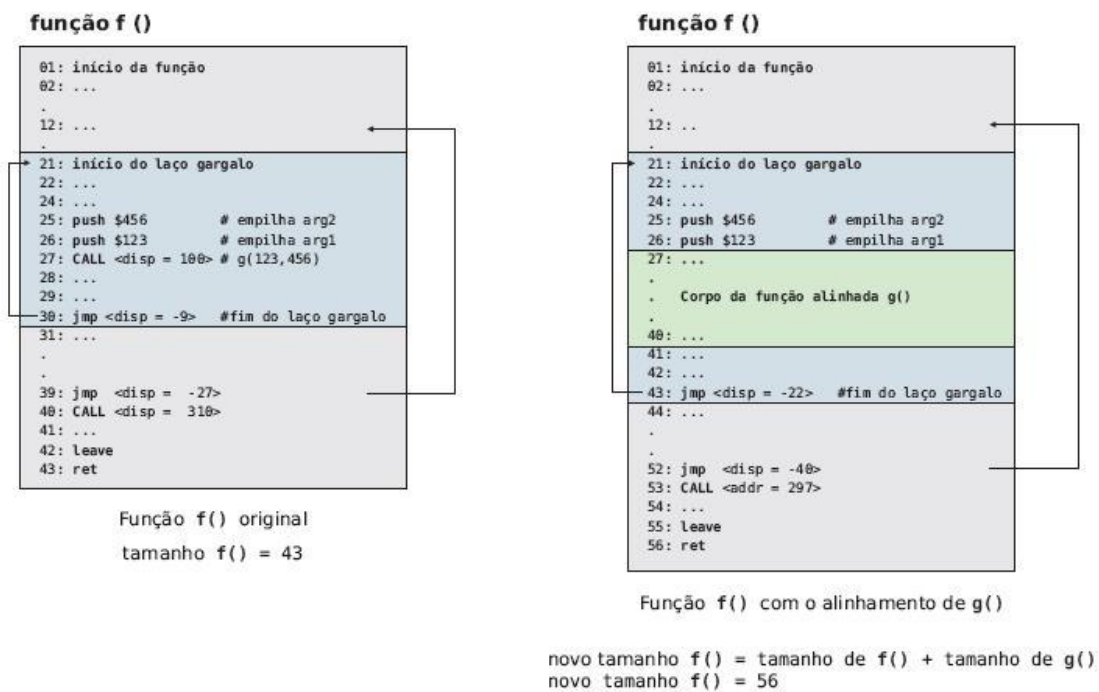 função f ()
01: início da função
02: ...
.
12: ...
.
21: início do laço gargalo
22: ...
24: ...
25: push $456 # empilha arg2
26: push $123 # empilha arg1
27: CALL <disp = 100> # g(123,456)
28: ...
29: ...
30: jmp <disp = -9> #fim do laço gargalo
31: ...
.
.
39: jmp <disp = -27>
40: CALL <disp = 310>
41: ...
42: leave
43: ret
Função f() original
tamanho f() = 43
função f ()
01: início da função
02: ...
.
12: ..
.
21: início do laço gargalo
22: ...
24: ...
25: push $456 # empilha arg2
26: push $123 # empilha arg1
27: ...
.
. Corpo da função alinhada g()
.
40: ...
41: ...
42: ...
43: jmp <disp = -22> #fim do laço gargalo
44: ...
.
.
52: jmp <disp = -40>
53: CALL <addr = 297>
54: ...
55: leave
56: ret
Função f() com o alinhamento de g()
novo tamanho f() = tamanho de f() + tamanho de g()
novo tamanho f() = 56